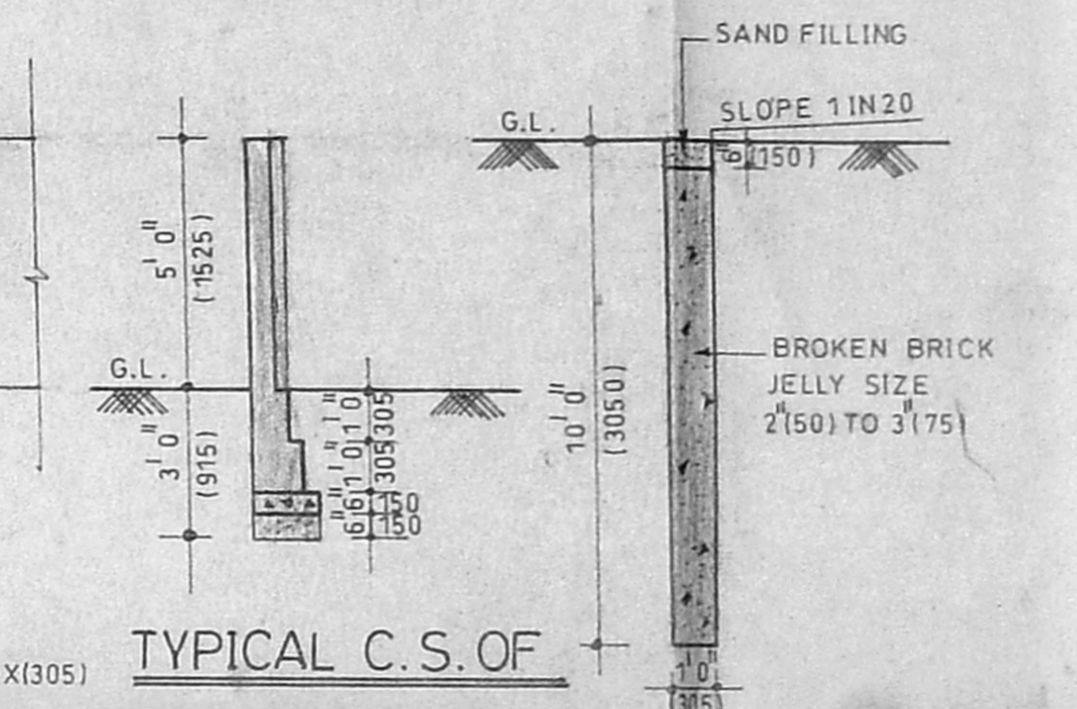 SAND FILLING
SLOPE 1 IN 20
G.L.
6" (150)
5' 0"
(1525)
G.L.
3' 0"
(915)
1' 0" 305
1' 0" 305
6" 150
6" 150
10' 0"
(3050)
BROKEN BRICK
JELLY SIZE
2"(50) TO 3"(75)
TYPICAL C.S. OF
X(305)
1' 0"
(305)